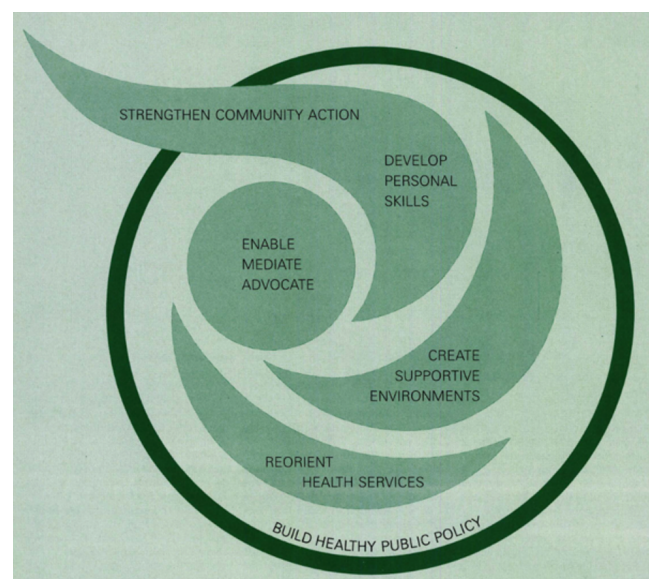 STRENGTHEN COMMUNITY ACTION
DEVELOP
PERSONAL
SKILLS
ENABLE
MEDIATE
ADVOCATE
CREATE
SUPPORTIVE
ENVIRONMENTS
REORIENT
HEALTH SERVICES
BUILD HEALTHY PUBLIC POLICY